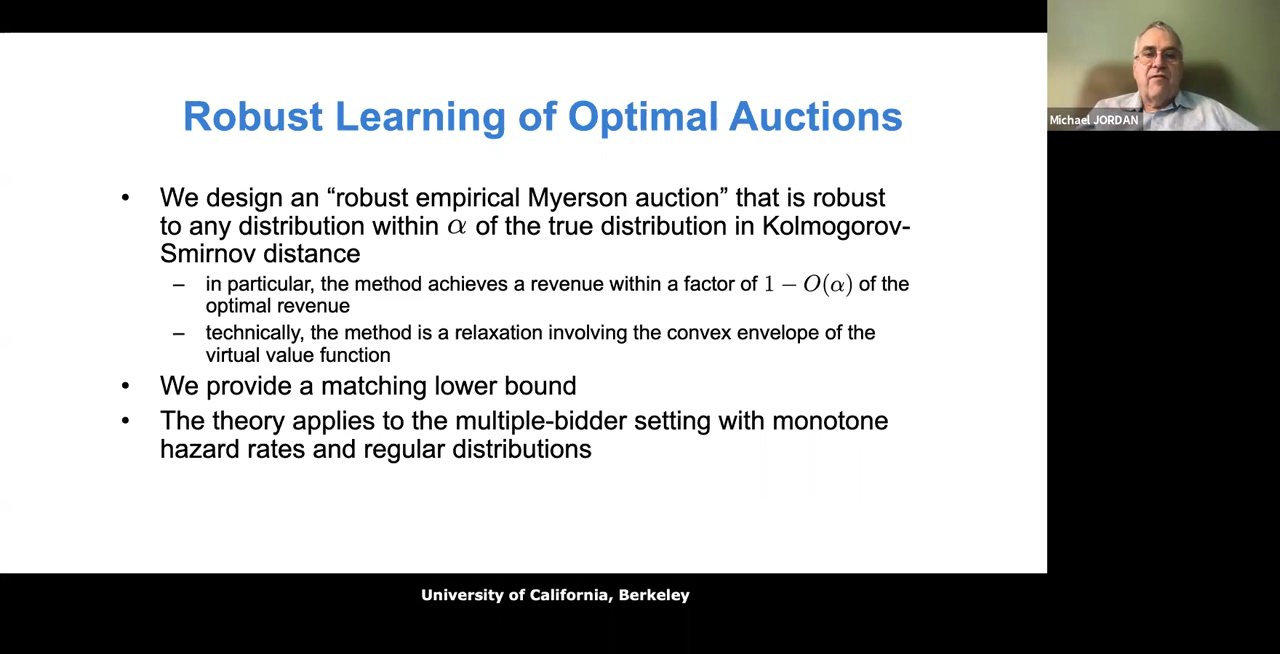 Robust Learning of Optimal Auctions
Michael JORDAN
• We design an “robust empirical Myerson auction” that is robust
to any distribution within α of the true distribution in Kolmogorov-
Smirnov distance
– in particular, the method achieves a revenue within a factor of 1 − O(α) of the
optimal revenue
– technically, the method is a relaxation involving the convex envelope of the
virtual value function
• We provide a matching lower bound
• The theory applies to the multiple-bidder setting with monotone
hazard rates and regular distributions
University of California, Berkeley